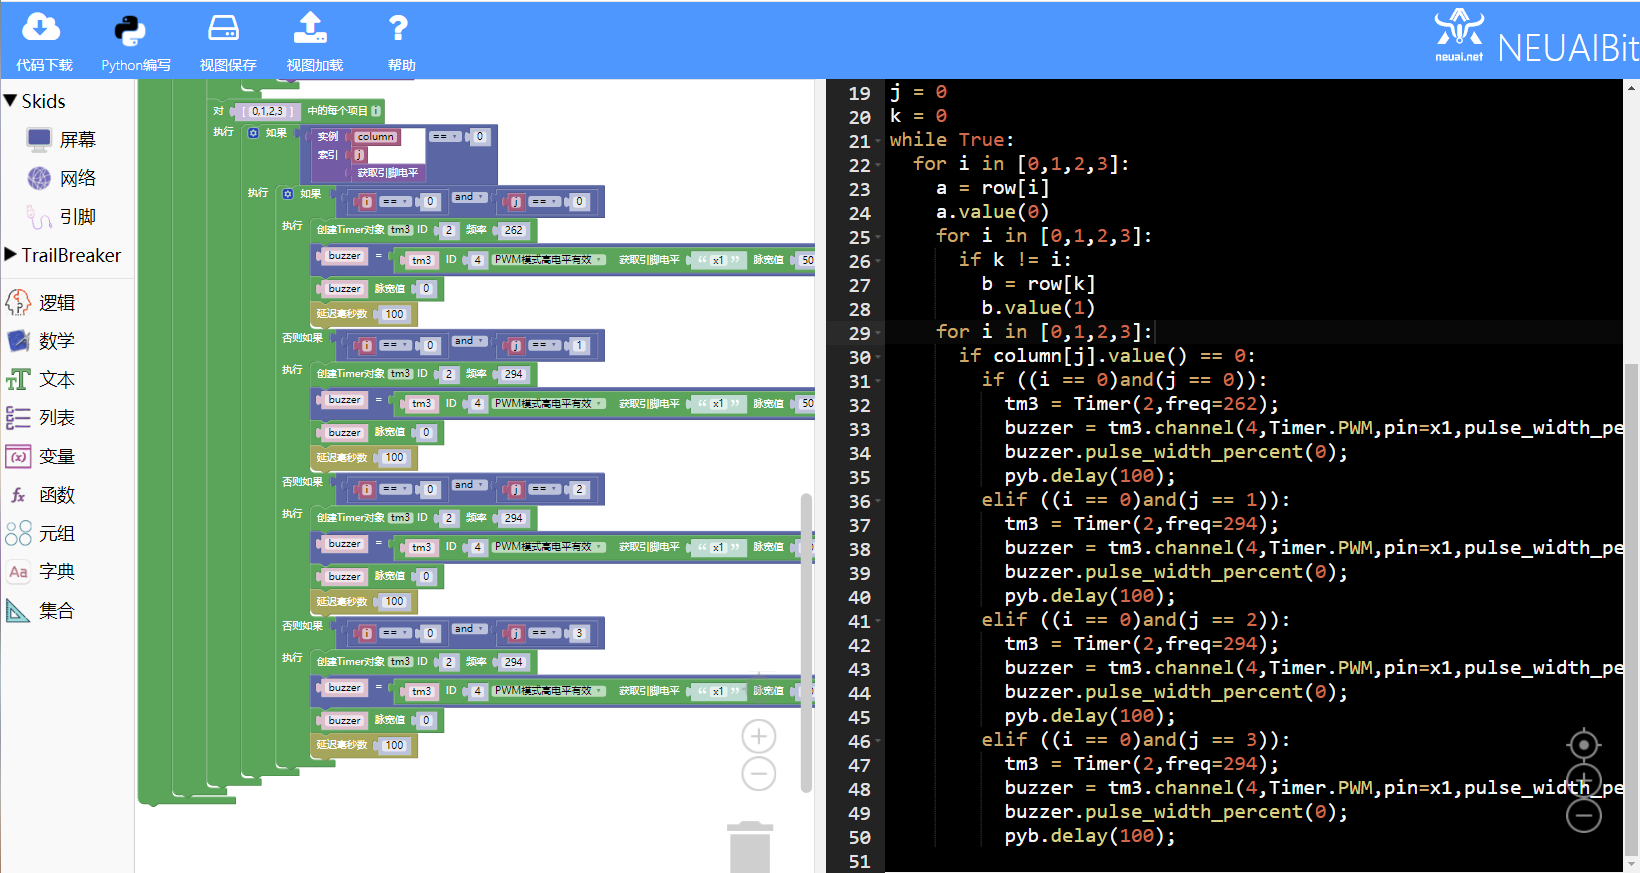 代码下载
Python编写
视图保存
视图加载
帮助
neuai.net
NEUAIBit
Skids
屏幕
网络
引脚
TrailBreaker
逻辑
数学
文本
列表
变量
函数
元组
字典
集合
对 [ 0,1,2,3 ] 中的每个项目 i
执行 如果 实例 column == 0
索引 j
获取引脚电平
执行 如果 i == 0 and j == 0
执行 创建Timer对象 tm3 ID 2 频率 262
buzzer = tm3 ID 4 PWM模式高电平有效 获取引脚电平 “ x1 ” 脉宽值 50
buzzer 脉宽值 0
延迟毫秒数 100
否则如果 i == 0 and j == 1
执行 创建Timer对象 tm3 ID 2 频率 294
buzzer = tm3 ID 4 PWM模式高电平有效 获取引脚电平 “ x1 ” 脉宽值 50
buzzer 脉宽值 0
延迟毫秒数 100
否则如果 i == 0 and j == 2
执行 创建Timer对象 tm3 ID 2 频率 294
buzzer = tm3 ID 4 PWM模式高电平有效 获取引脚电平 “ x1 ” 脉宽值
buzzer 脉宽值 0
延迟毫秒数 100
否则如果 i == 0 and j == 3
执行 创建Timer对象 tm3 ID 2 频率 294
buzzer = tm3 ID 4 PWM模式高电平有效 获取引脚电平 “ x1 ” 脉宽值
buzzer 脉宽值 0
延迟毫秒数 100
19 j = 0
20 k = 0
21 while True:
22 for i in [0,1,2,3]:
23 a = row[i]
24 a.value(0)
25 for i in [0,1,2,3]:
26 if k != i:
27 b = row[k]
28 b.value(1)
29 for i in [0,1,2,3]:
30 if column[j].value() == 0:
31 if ((i == 0)and(j == 0)):
32 tm3 = Timer(2,freq=262);
33 buzzer = tm3.channel(4,Timer.PWM,pin=x1,pulse_width_pe
34 buzzer.pulse_width_percent(0);
35 pyb.delay(100);
36 elif ((i == 0)and(j == 1)):
37 tm3 = Timer(2,freq=294);
38 buzzer = tm3.channel(4,Timer.PWM,pin=x1,pulse_width_pe
39 buzzer.pulse_width_percent(0);
40 pyb.delay(100);
41 elif ((i == 0)and(j == 2)):
42 tm3 = Timer(2,freq=294);
43 buzzer = tm3.channel(4,Timer.PWM,pin=x1,pulse_width_pe
44 buzzer.pulse_width_percent(0);
45 pyb.delay(100);
46 elif ((i == 0)and(j == 3)):
47 tm3 = Timer(2,freq=294);
48 buzzer = tm3.channel(4,Timer.PWM,pin=x1,pulse_width_pe
49 buzzer.pulse_width_percent(0);
50 pyb.delay(100);
51